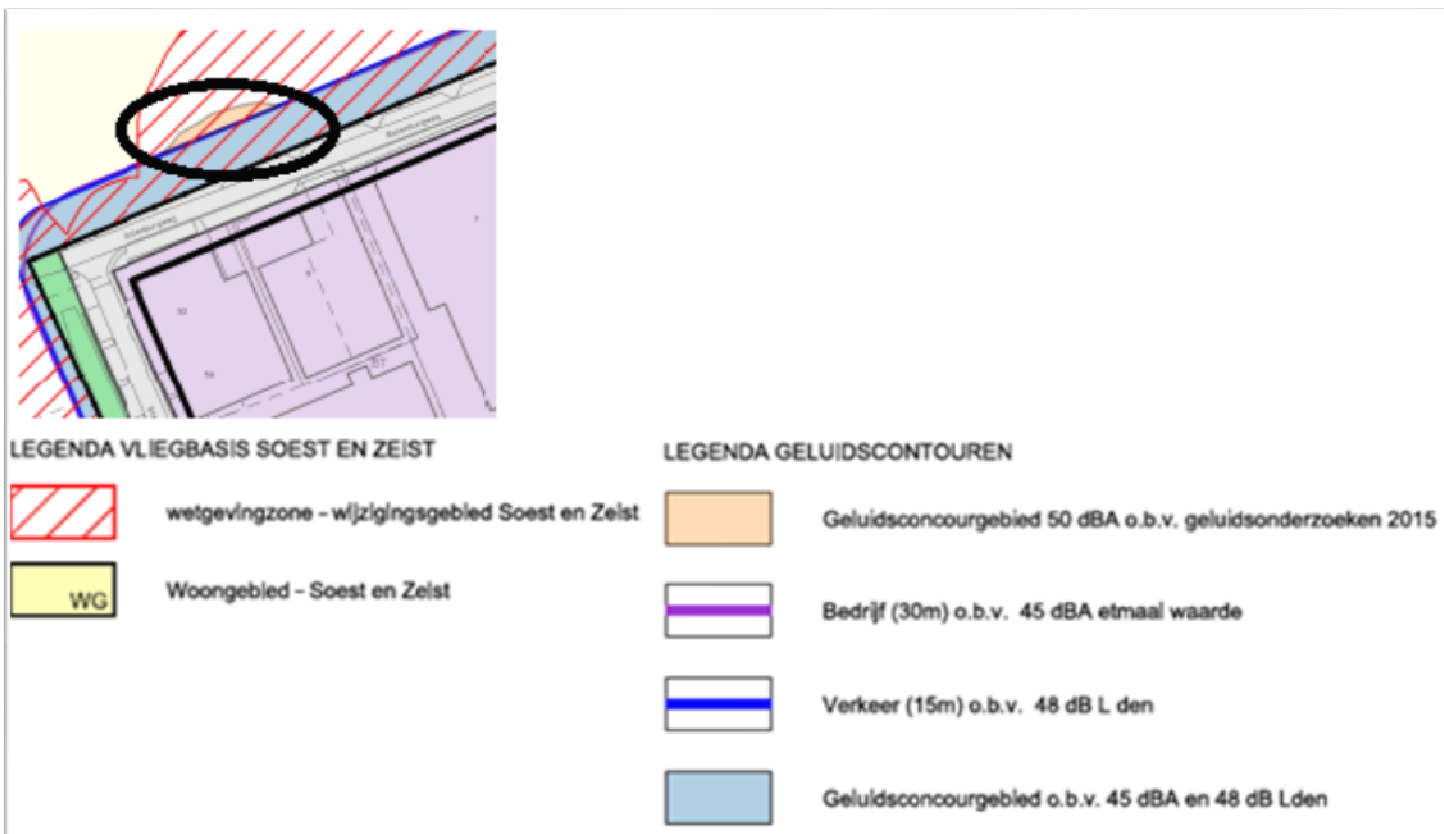 LEGENDA VLIEGBASIS SOEST EN ZEIST
wetgevingzone - wijzigingsgebied Soest en Zeist
WG
Woongebied - Soest en Zeist
LEGENDA GELUIDSCONTOUREN
Geluidsconcourgebied 50 dBA o.b.v. geluidsonderzoeken 2015
Bedrijf (30m) o.b.v. 45 dBA etmaal waarde
Verkeer (15m) o.b.v. 48 dB L den
Geluidsconcourgebied o.b.v. 45 dBA en 48 dB Lden